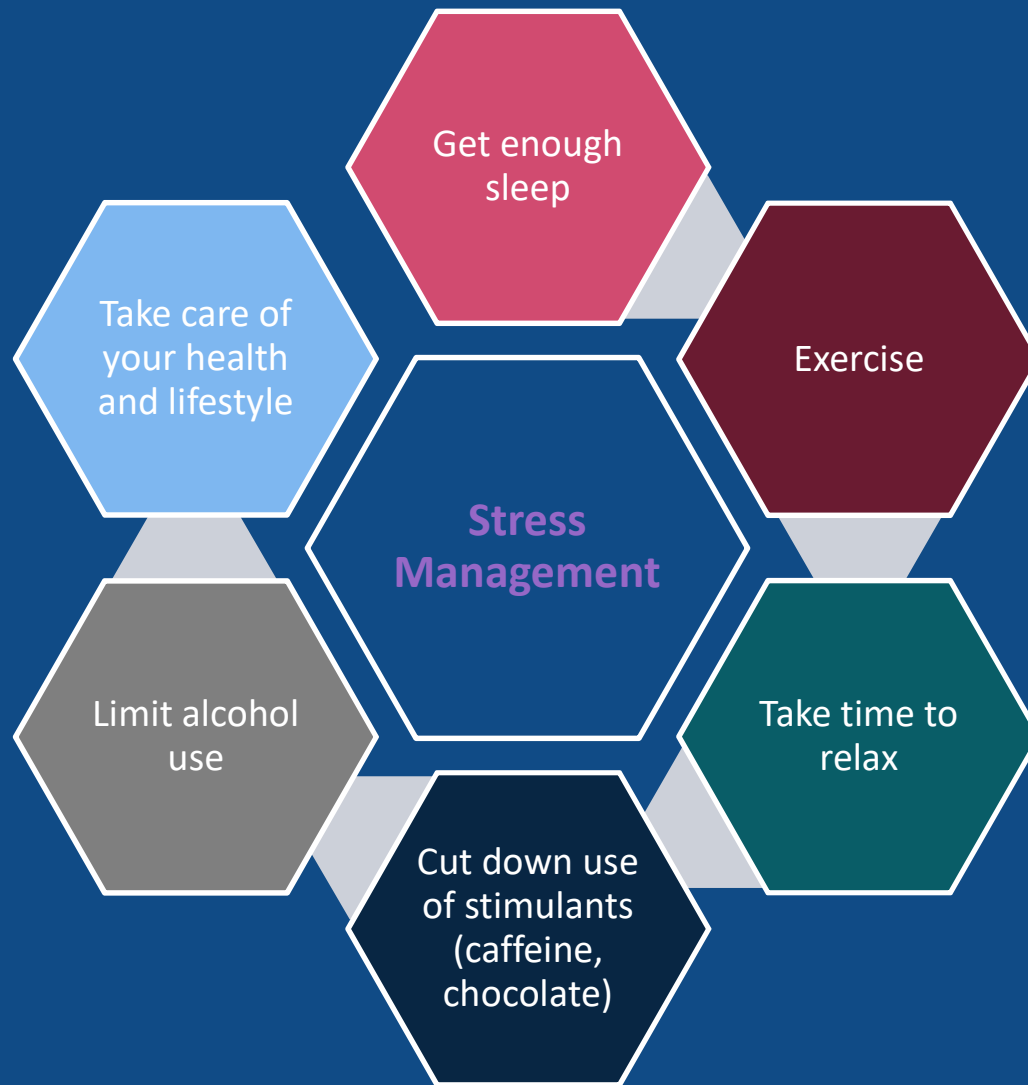 Get enough
sleep
Exercise
Take time to
relax
Cut down use
of stimulants
(caffeine,
chocolate)
Limit alcohol
use
Take care of
your health
and lifestyle
Stress
Management